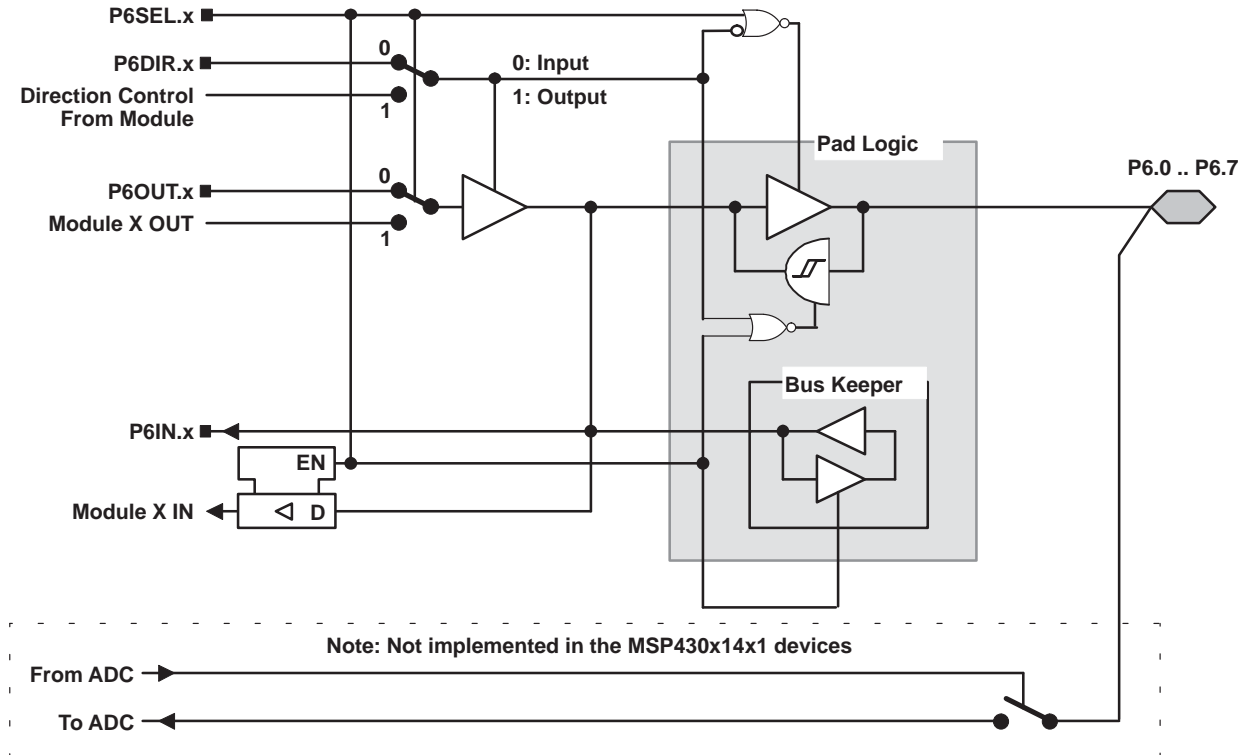 P6SEL.x
P6DIR.x
0
0: Input
Direction Control
From Module
1
1: Output
Pad Logic
P6OUT.x
0
Module X OUT
1
P6.0 .. P6.7
Bus Keeper
P6IN.x
EN
Module X IN
D
Note: Not implemented in the MSP430x14x1 devices
From ADC
To ADC